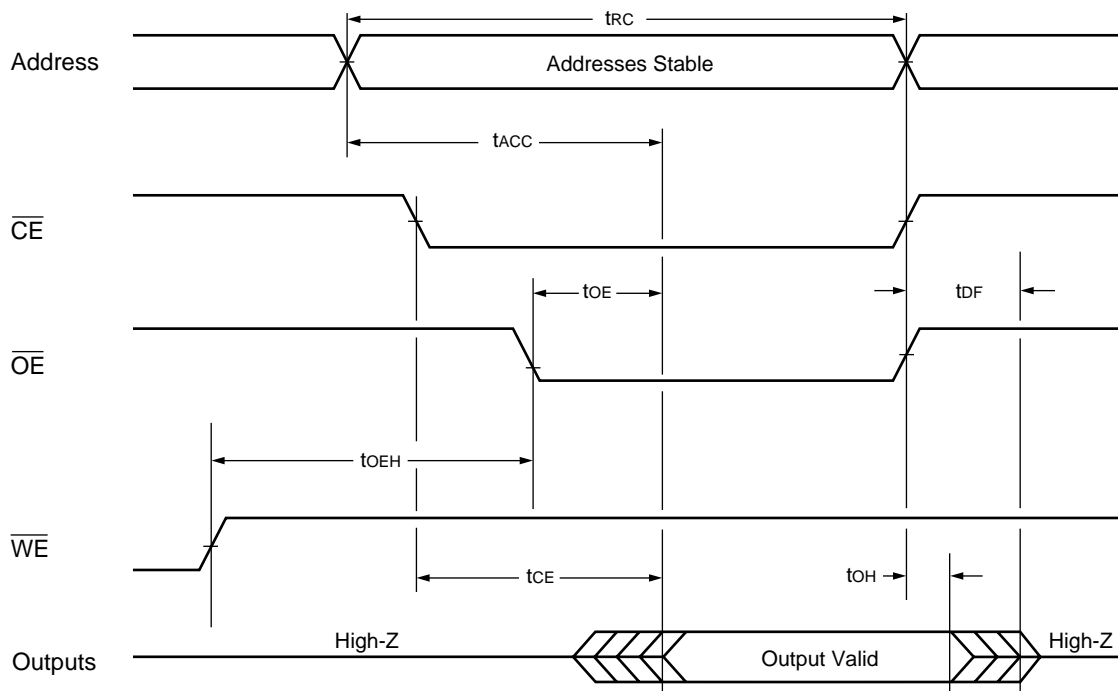 tRC
Address
Addresses Stable
tACC
CE
tOE
tDF
OE
tOEH
WE
tCE
tOH
High-Z
High-Z
Outputs
Output Valid